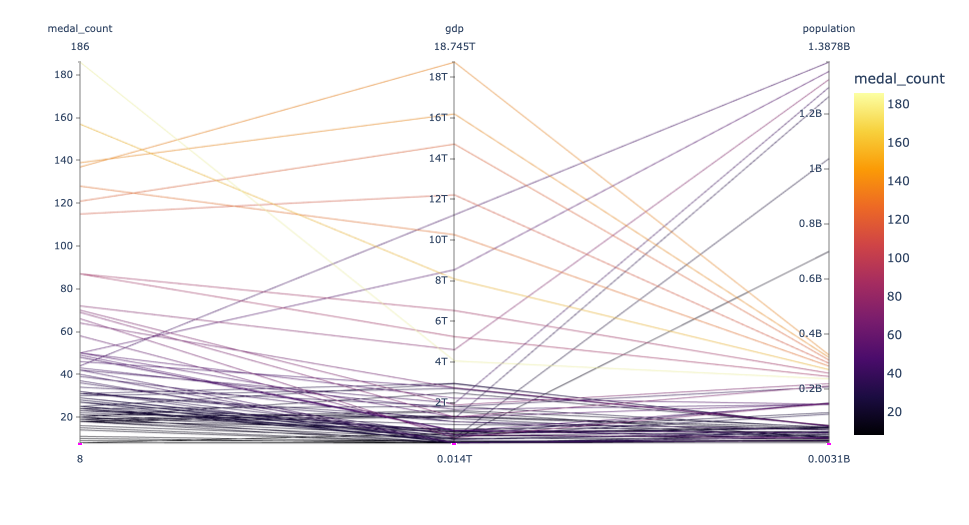 medal_count
186
180
160
140
120
100
80
60
40
20
8
gdp
18.745T
18T
16T
14T
12T
10T
8T
6T
4T
2T
0.014T
population
1.3878B
1.2B
1B
0.8B
0.6B
0.4B
0.2B
0.0031B
medal_count
180
160
140
120
100
80
60
40
20